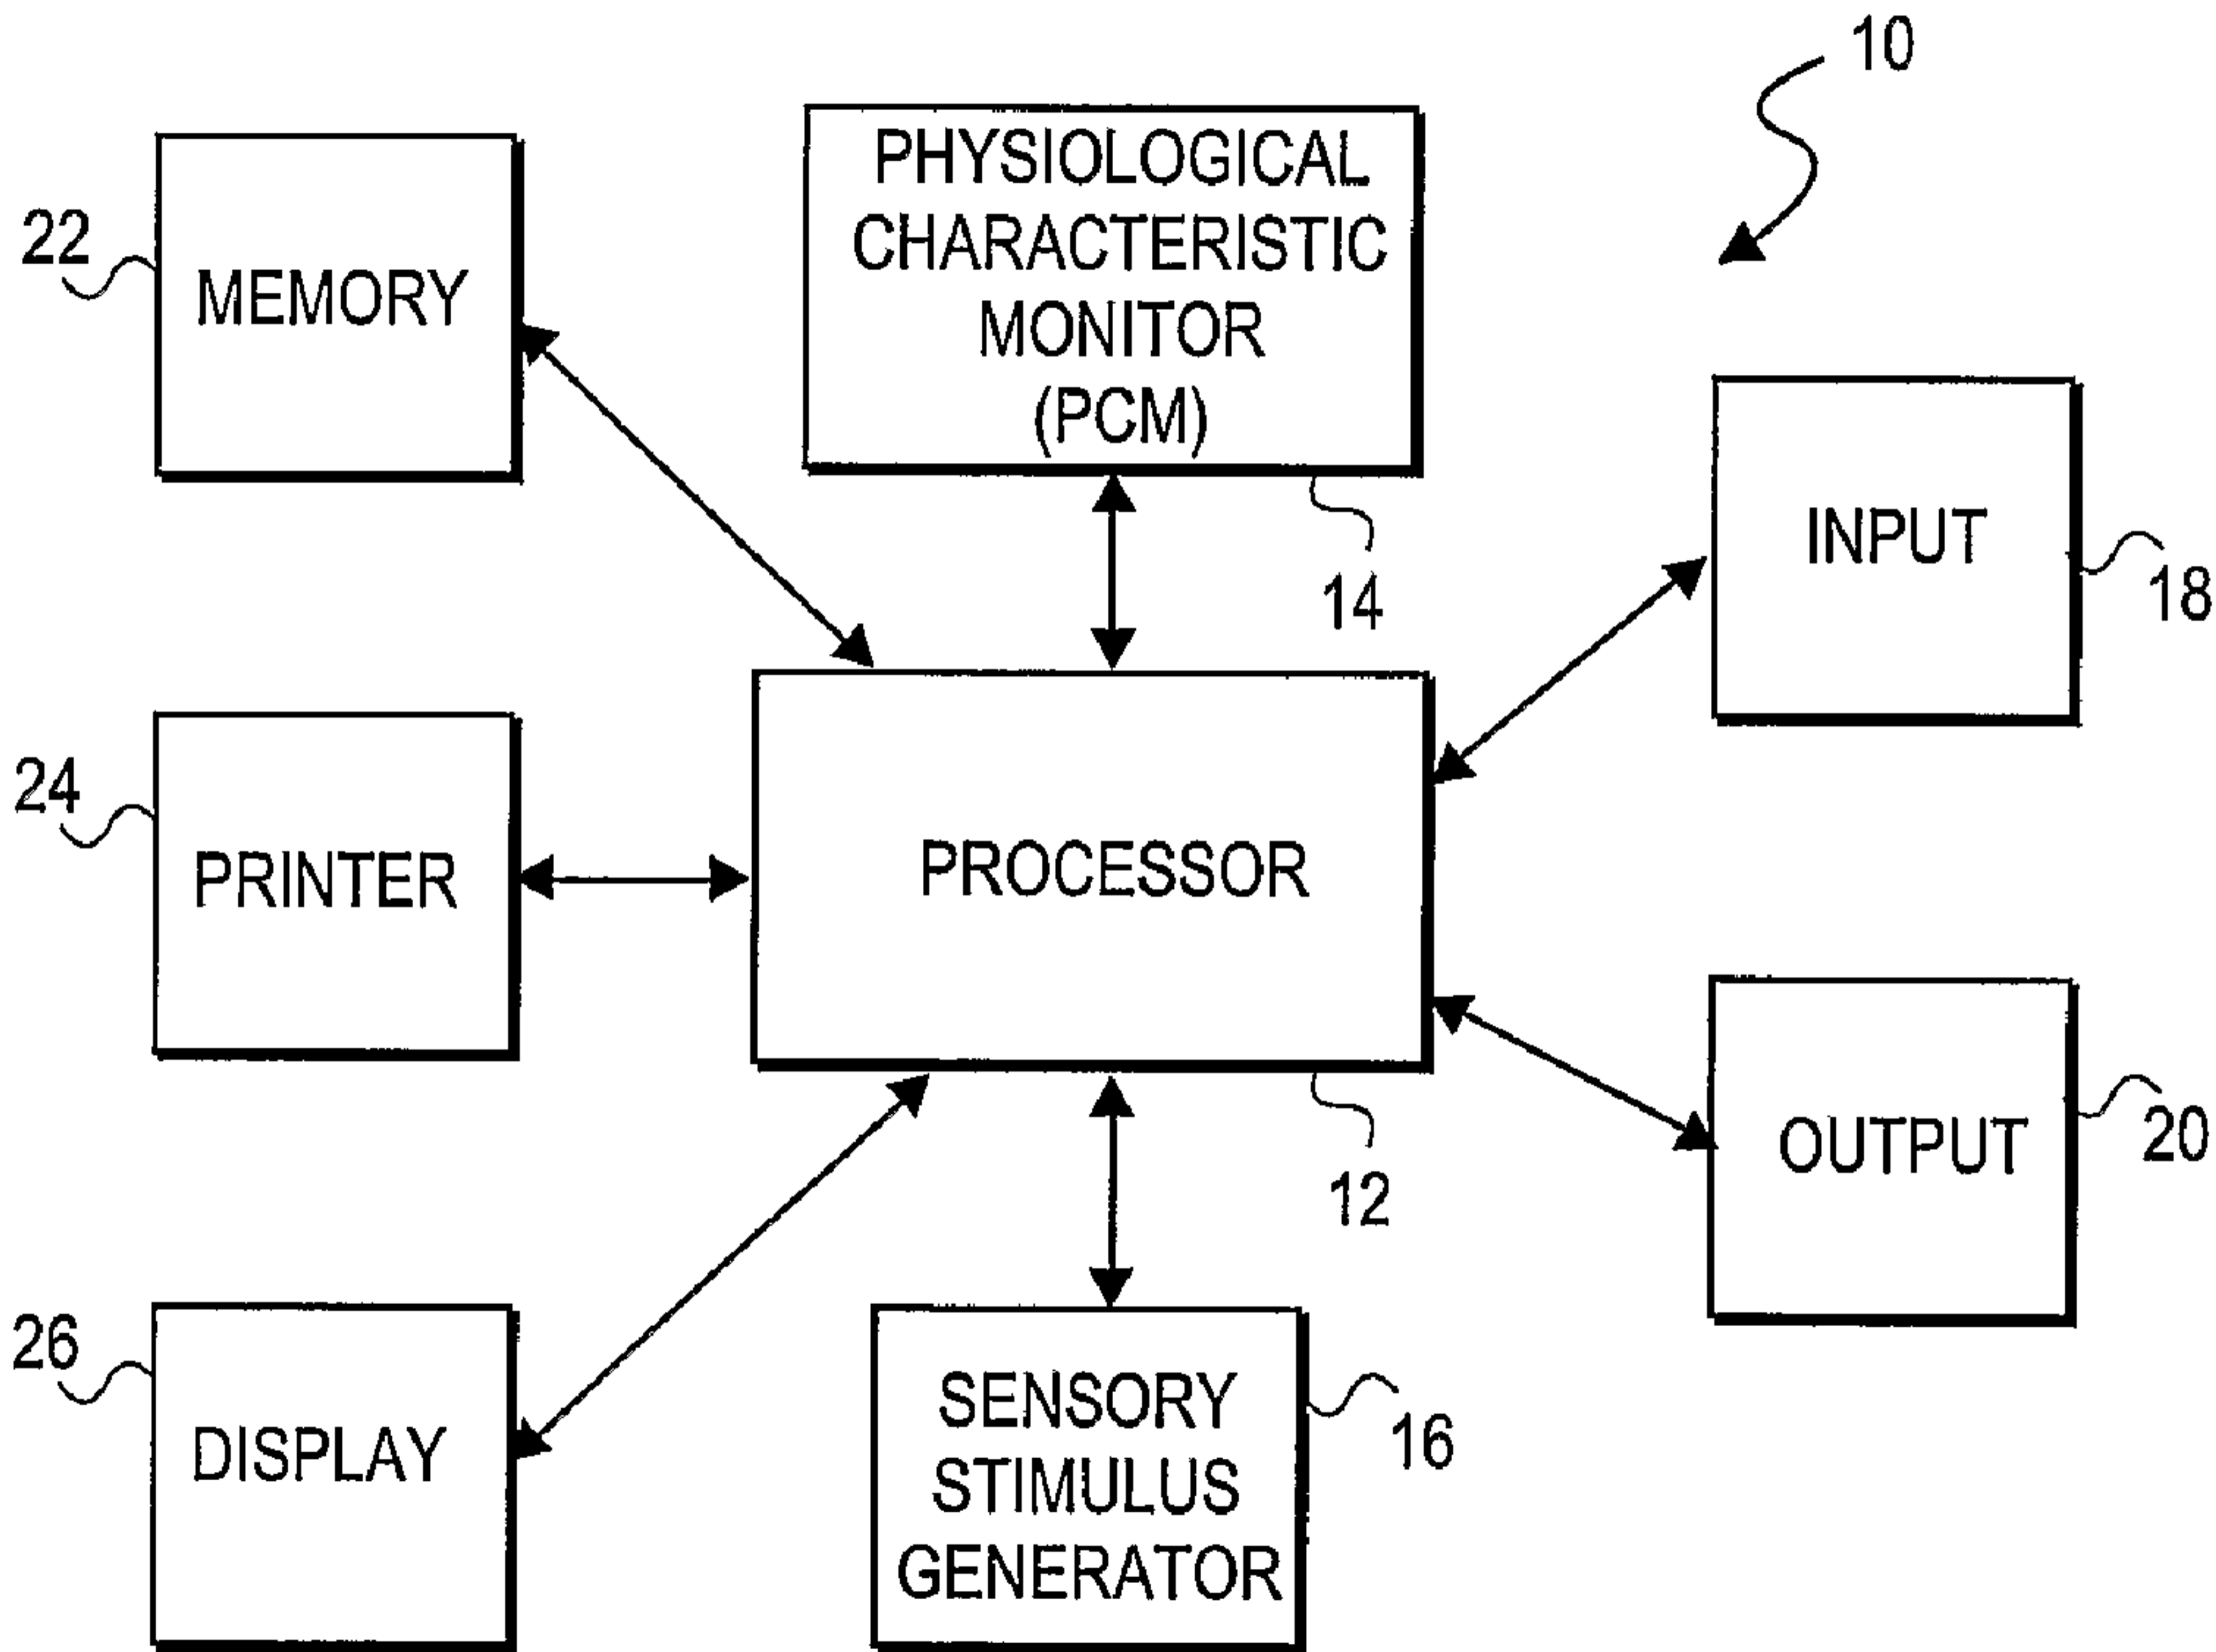 10
PHYSIOLOGICAL
CHARACTERISTIC
MONITOR
(PCM)
14
22
MEMORY
INPUT
18
24
PRINTER
PROCESSOR
12
OUTPUT
20
26
DISPLAY
SENSORY
STIMULUS
GENERATOR
16